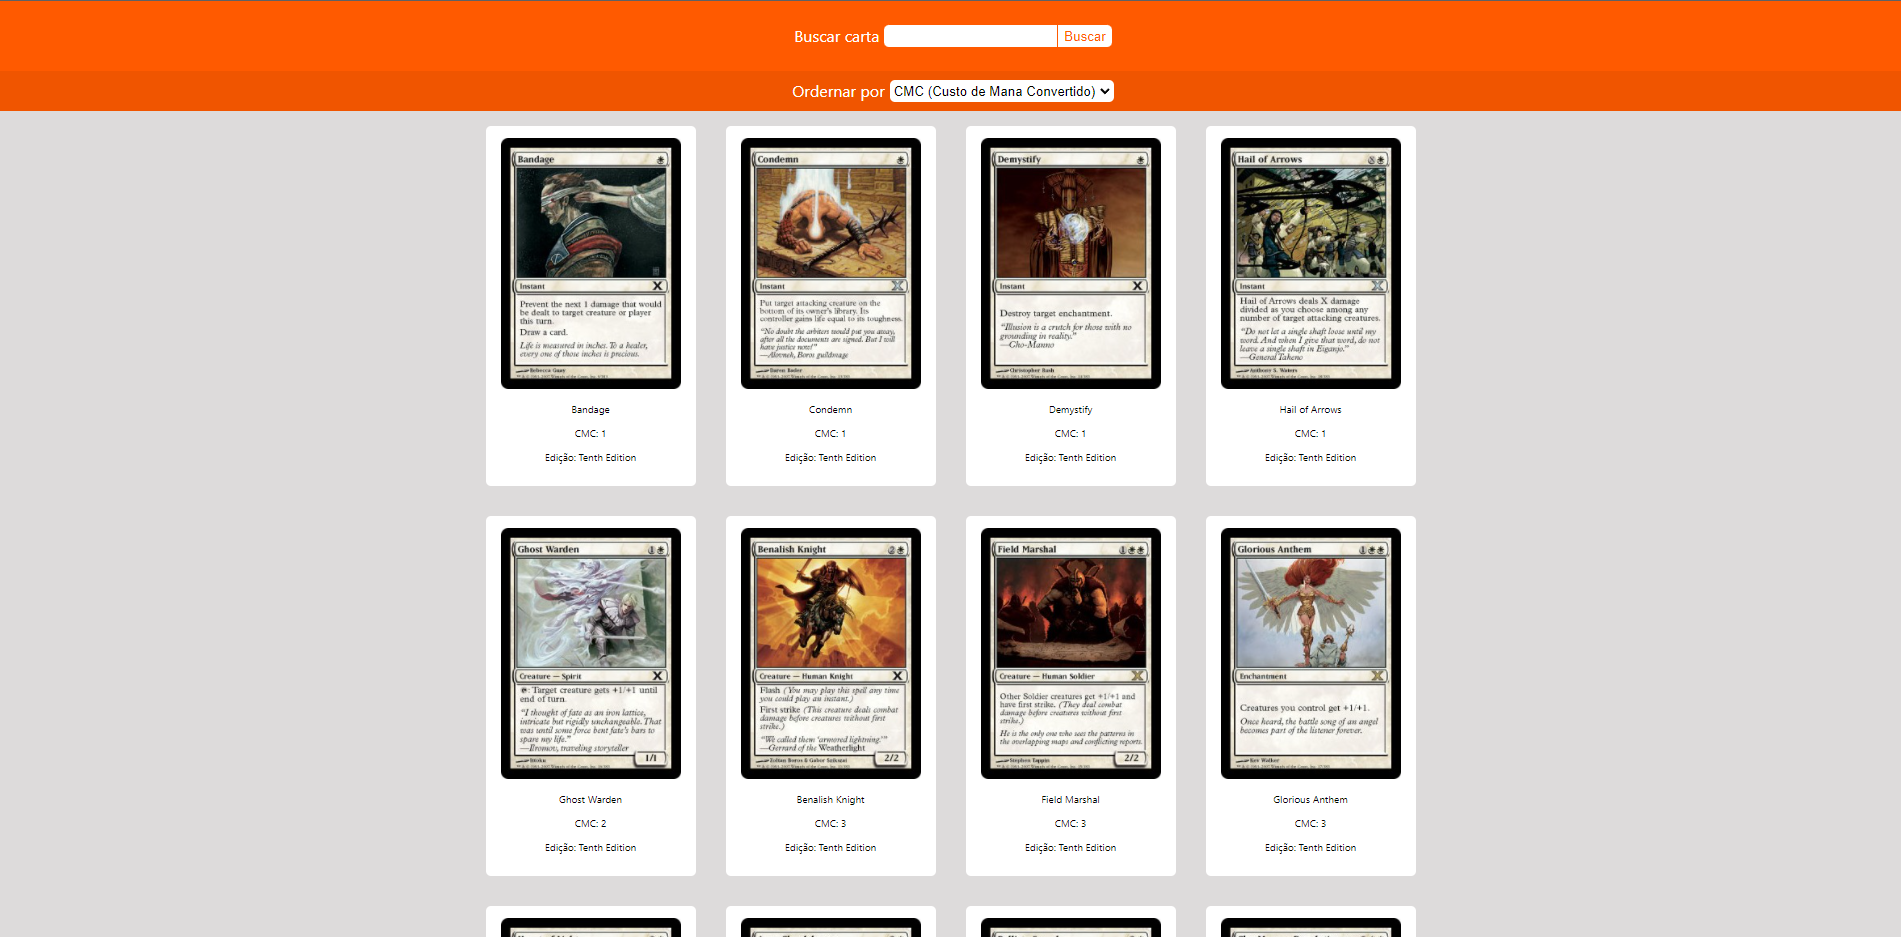 Buscar carta
Buscar
Ordernar por
CMC (Custo de Mana Convertido)
Bandage
Instant
Prevent the next 1 damage that would
be dealt to target creature or player
this turn.
Draw a card.
Life is measured in inches. To a healer,
every one of those inches is precious.
Rebecca Guay
Bandage
CMC: 1
Edição: Tenth Edition
Condemn
Instant
Put target attacking creature on the
bottom of its owner's library. Its
controller gains life equal to its toughness.
"No doubt the arbiters would put you away,
after all the documents are signed. But I will
have justice now!"
—Alovnek, Boros guildmage
Condemn
CMC: 1
Edição: Tenth Edition
Demystify
Instant
Destroy target enchantment.
"Illusion is a crutch for those with no
grounding in reality."
—Cho-Manno
Christopher Rush
Demystify
CMC: 1
Edição: Tenth Edition
Hail of Arrows
X
Instant
Hail of Arrows deals X damage
divided as you choose among any
number of target attacking creatures.
"Do not let a single shaft loose until my
word. And when I give that word, do not
leave a single shaft in Eiganjo."
—General Takeno
Anthony S. Waters
Hail of Arrows
CMC: 1
Edição: Tenth Edition
Ghost Warden
1
Creature — Spirit
: Target creature gets +1/+1 until
end of turn.
"I thought of fate as an iron lattice,
intricate but rigidly unchangeable. That
was until some force bent fate's bars to
spare my life."
—Ilromov, traveling storyteller
Ittoku
1/1
Ghost Warden
CMC: 2
Edição: Tenth Edition
Benalish Knight
2
Creature — Human Knight
Flash (You may play this spell any time
you could play an instant.)
First strike (This creature deals combat
damage before creatures without first
strike.)
"We called them 'armored lightning.'"
—Gerrard of the Weatherlight
Zoltan Boros & Gabor Szikszai
2/2
Benalish Knight
CMC: 3
Edição: Tenth Edition
Field Marshal
1
Creature — Human Soldier
Other Soldier creatures get +1/+1 and
have first strike. (They deal combat
damage before creatures without first
strike.)
He is the only one who sees the patterns in
the overlapping maps and conflicting reports.
Stephen Tappin
2/2
Field Marshal
CMC: 3
Edição: Tenth Edition
Glorious Anthem
1
Enchantment
Creatures you control get +1/+1.
Once heard, the battle song of an angel
becomes part of the listener forever.
Kev Walker
Glorious Anthem
CMC: 3
Edição: Tenth Edition